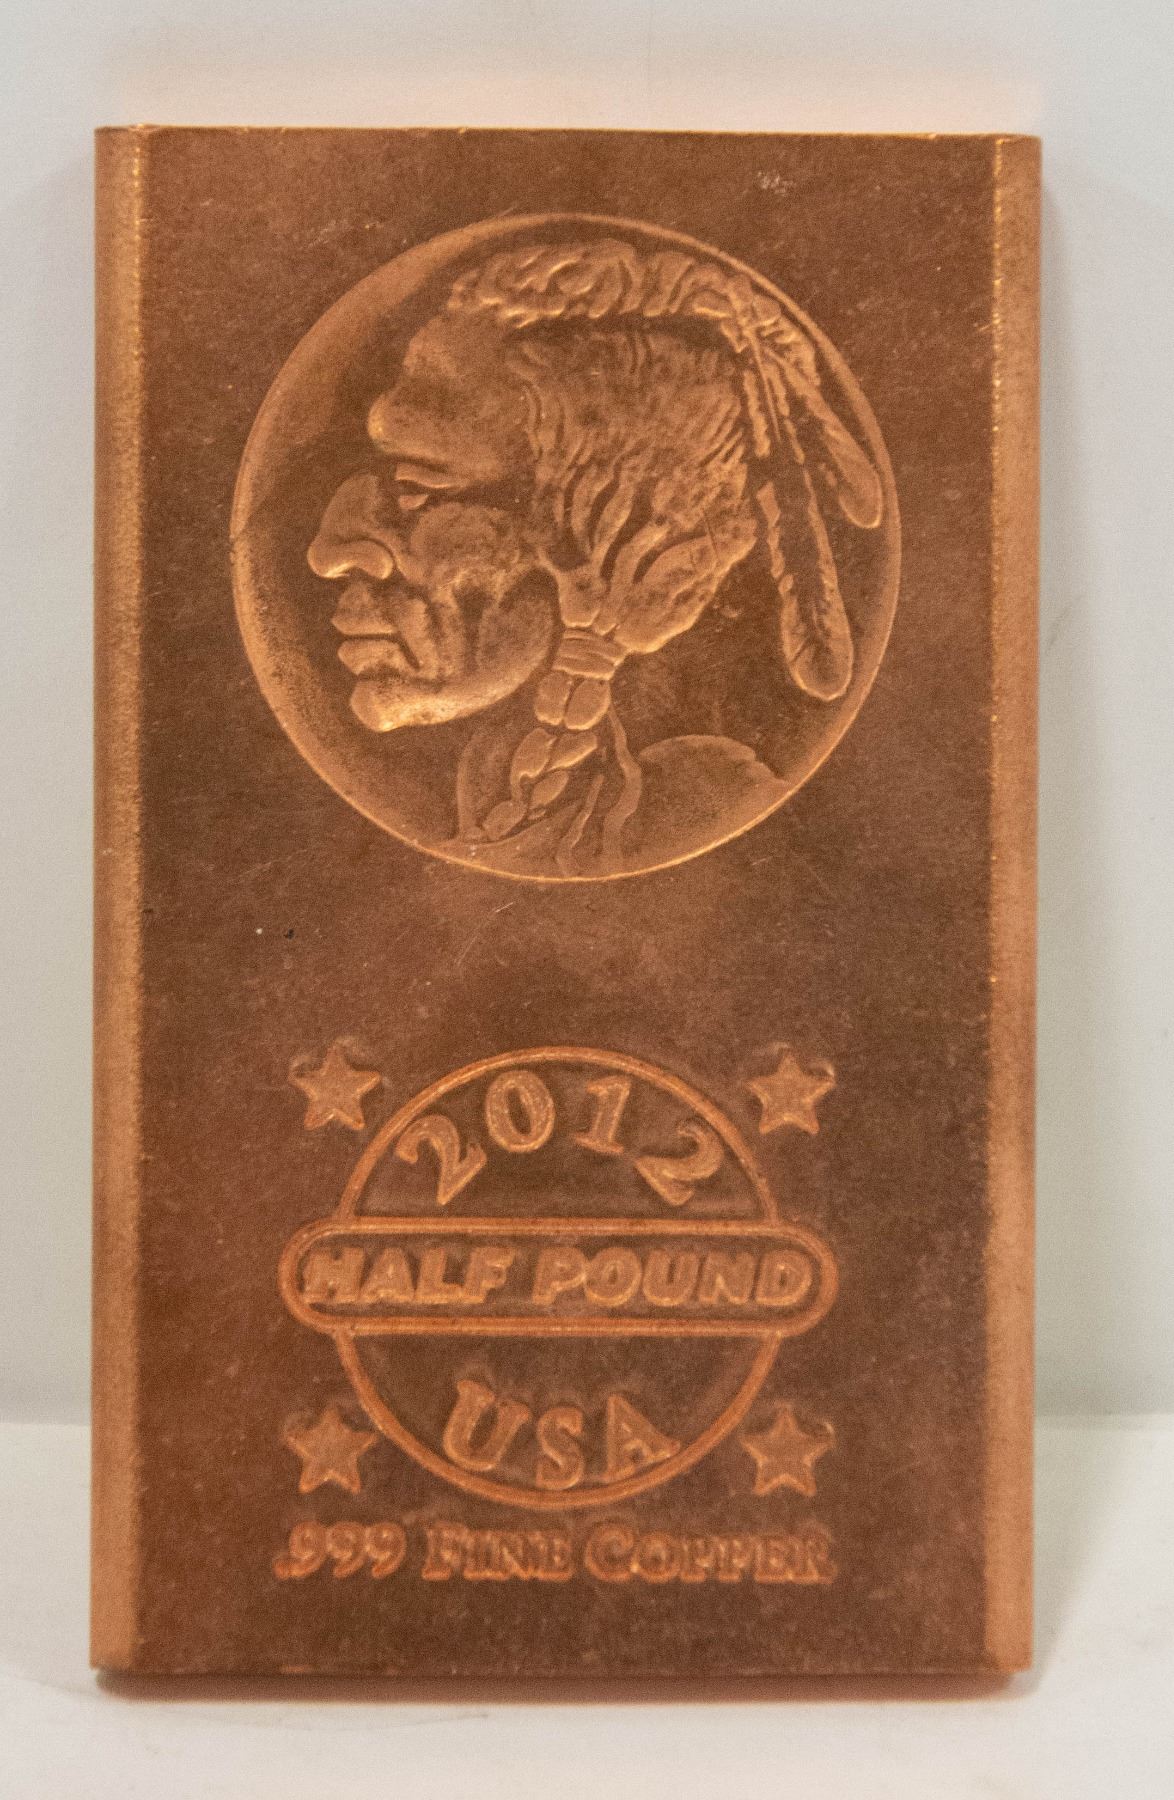 2012
HALF POUND
USA
.999 FINE COPPER